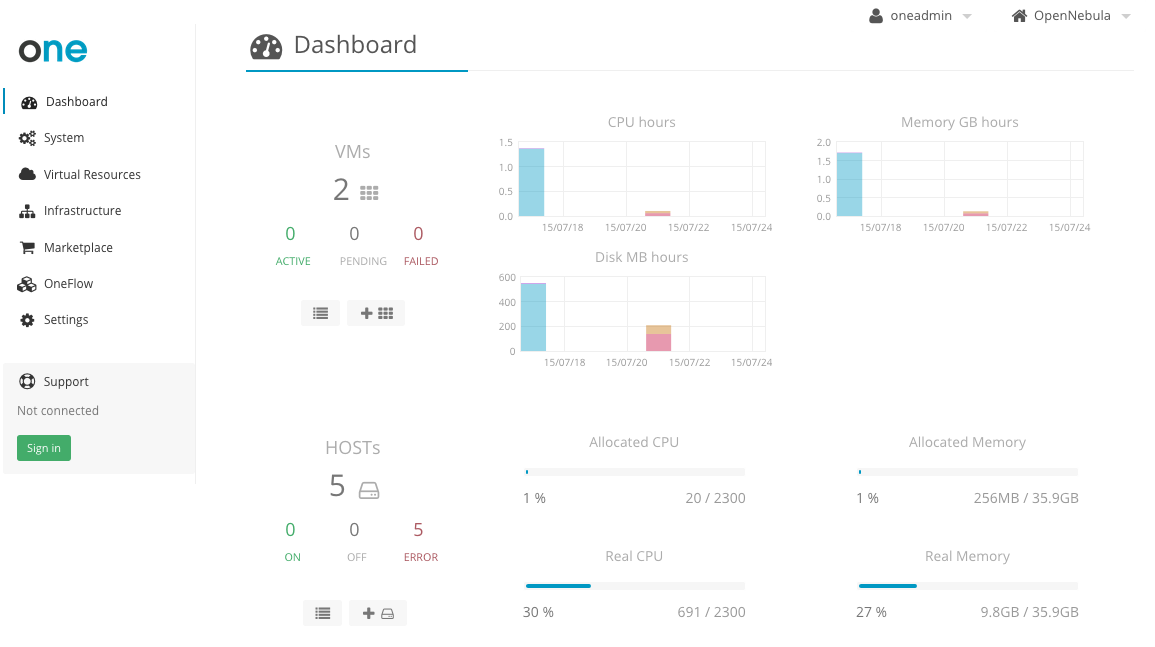 oneadmin
OpenNebula
one
Dashboard
System
Virtual Resources
Infrastructure
Marketplace
OneFlow
Settings
Support
Not connected
Sign in
Dashboard
VMs
2
0 0 0
ACTIVE PENDING FAILED
CPU hours
1.5
1.0
0.5
0.0
15/07/18 15/07/20 15/07/22 15/07/24
Memory GB hours
2.0
1.5
1.0
0.5
0.0
15/07/18 15/07/20 15/07/22 15/07/24
Disk MB hours
600
400
200
0
15/07/18 15/07/20 15/07/22 15/07/24
HOSTs
5
0 0 5
ON OFF ERROR
Allocated CPU
1 % 20 / 2300
Allocated Memory
1 % 256MB / 35.9GB
Real CPU
30 % 691 / 2300
Real Memory
27 % 9.8GB / 35.9GB